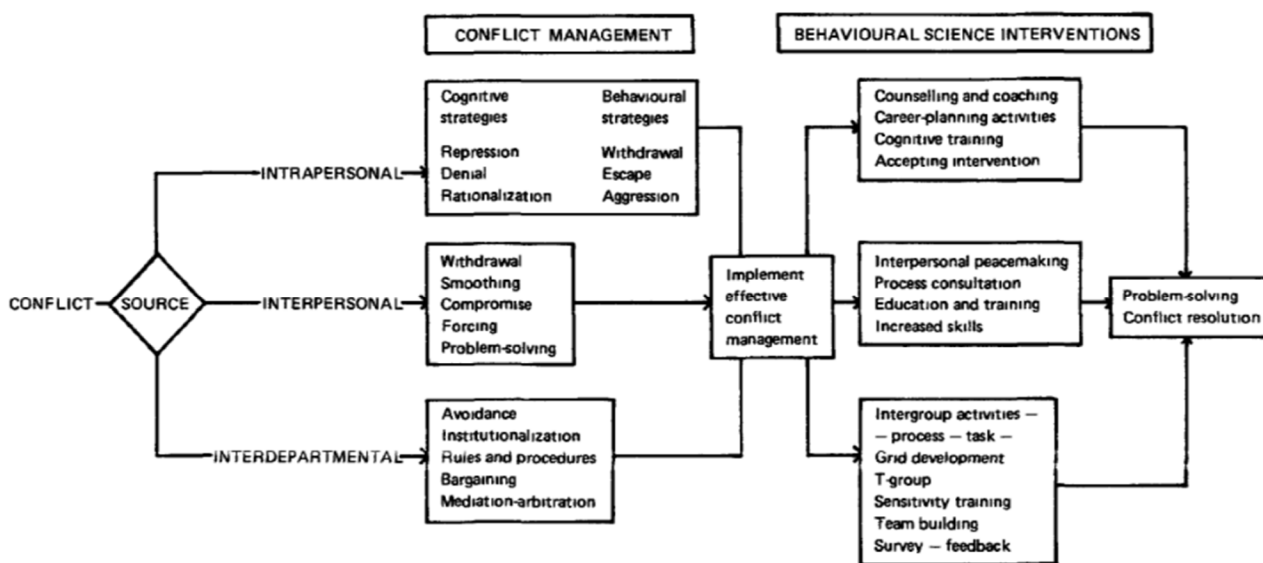 CONFLICT MANAGEMENT
BEHAVIOURAL SCIENCE INTERVENTIONS
CONFLICT
SOURCE
INTRAPERSONAL
Cognitive
strategies
Repression
Denial
Rationalization
Behavioural
strategies
Withdrawal
Escape
Aggression
INTERPERSONAL
Withdrawal
Smoothing
Compromise
Forcing
Problem-solving
INTERDEPARTMENTAL
Avoidance
Institutionalization
Rules and procedures
Bargaining
Mediation-arbitration
Implement
effective
conflict
management
Counselling and coaching
Career-planning activities
Cognitive training
Accepting intervention
Interpersonal peacemaking
Process consultation
Education and training
Increased skills
Intergroup activities —
— process — task —
Grid development
T-group
Sensitivity training
Team building
Survey — feedback
Problem-solving
Conflict resolution